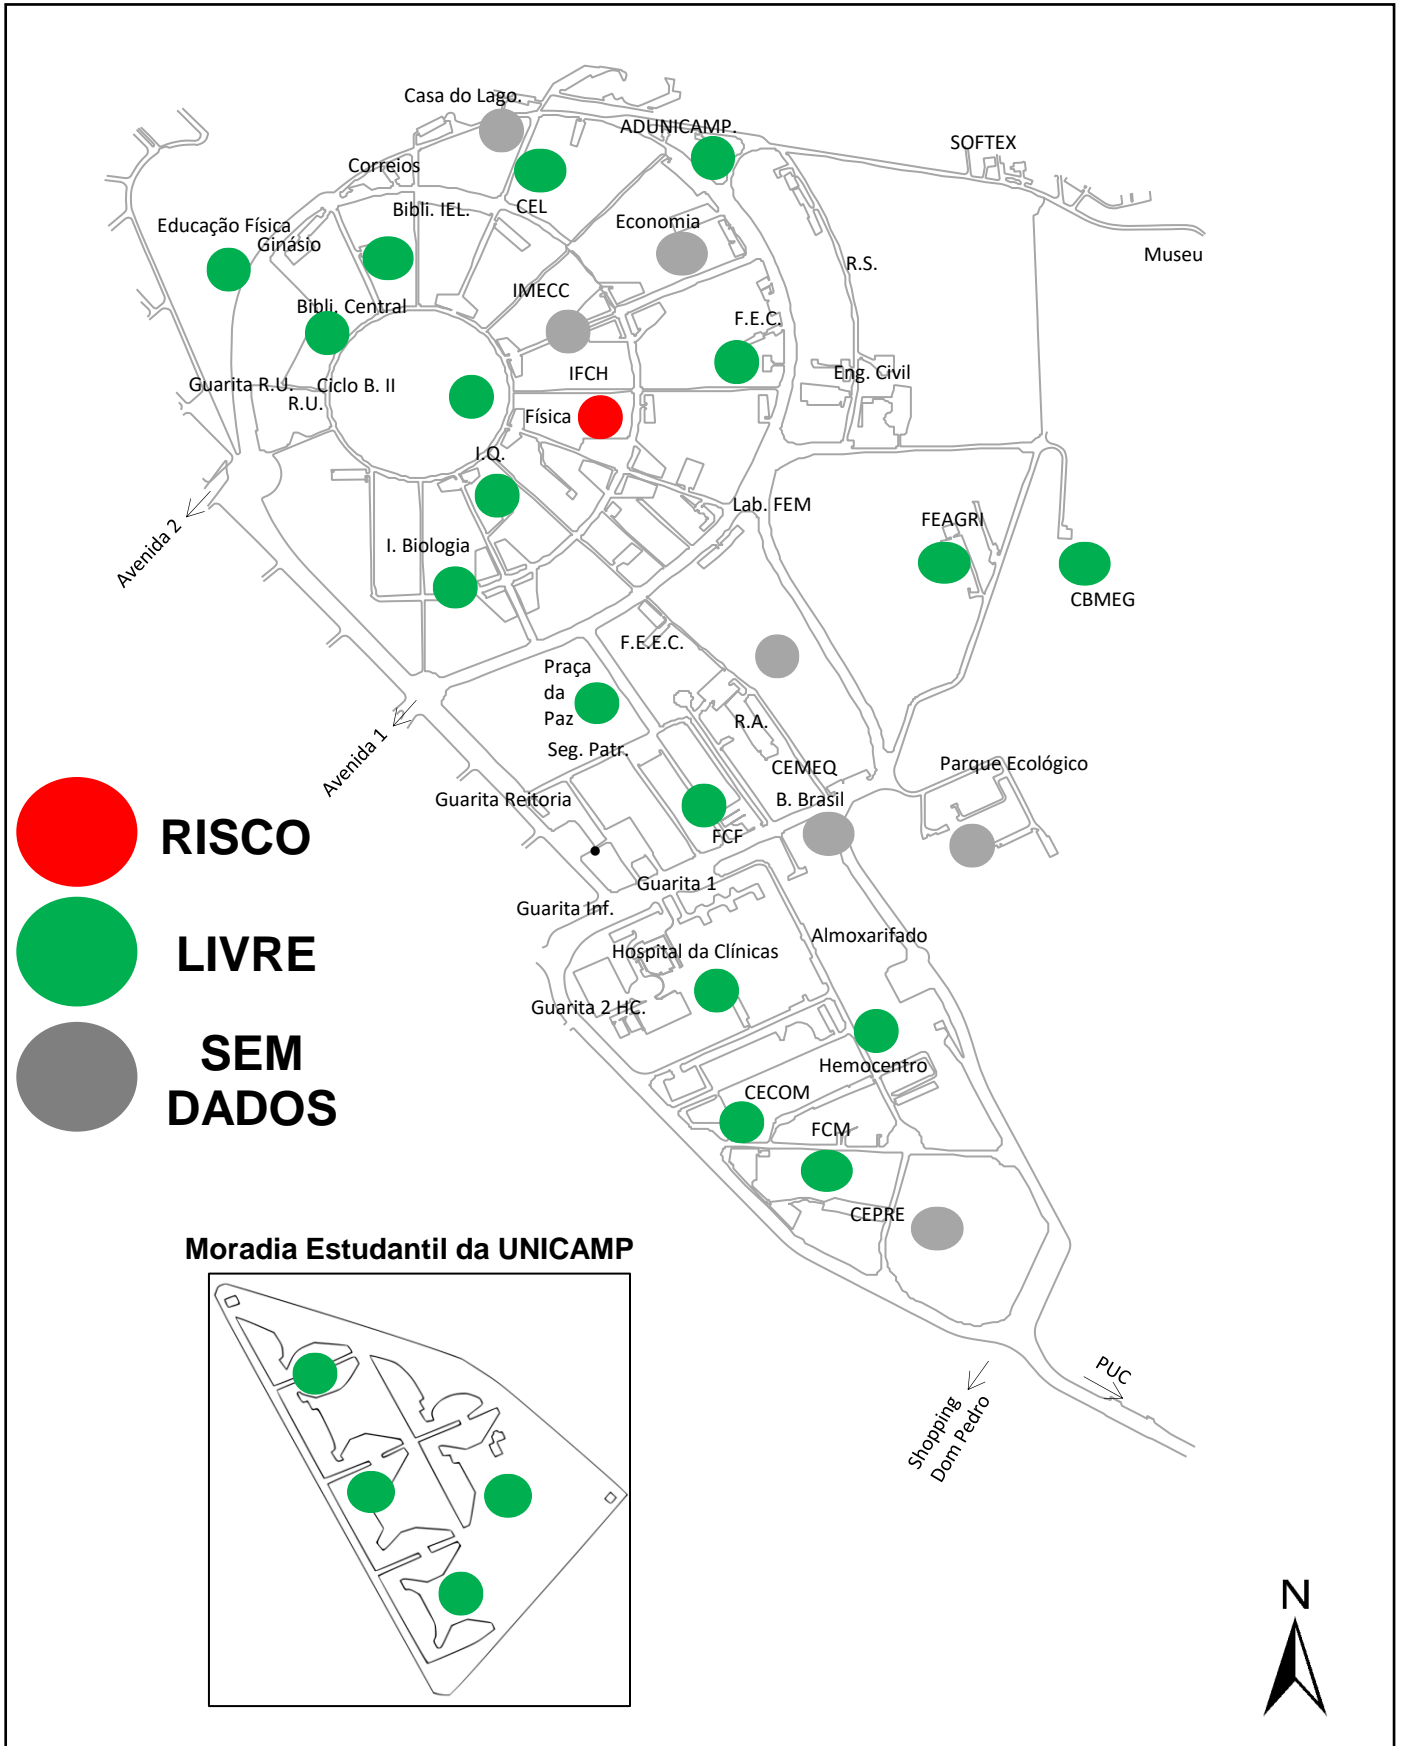 Casa do Lago.
ADUNICAMP.
SOFTEX
Correios
Bibli. IEL.
CEL
Educação Física
Ginásio
Economia
Museu
R.S.
IMECC
Bibli. Central
F.E.C.
Guarita R.U.
Ciclo B. II
IFCH
Eng. Civil
R.U.
Física
I.Q.
Lab. FEM
FEAGRI
Avenida 2
I. Biologia
CBMEG
F.E.E.C.
Praça
da
Paz
R.A.
Avenida 1
Seg. Patr.
CEMEQ
Parque Ecológico
Guarita Reitoria
B. Brasil
FCF
RISCO
Guarita 1
Guarita Inf.
LIVRE
Almoxarifado
Hospital da Clínicas
Guarita 2 HC.
SEM
DADOS
Hemocentro
CECOM
FCM
CEPRE
Moradia Estudantil da UNICAMP
PUC
Shopping
Dom Pedro
N